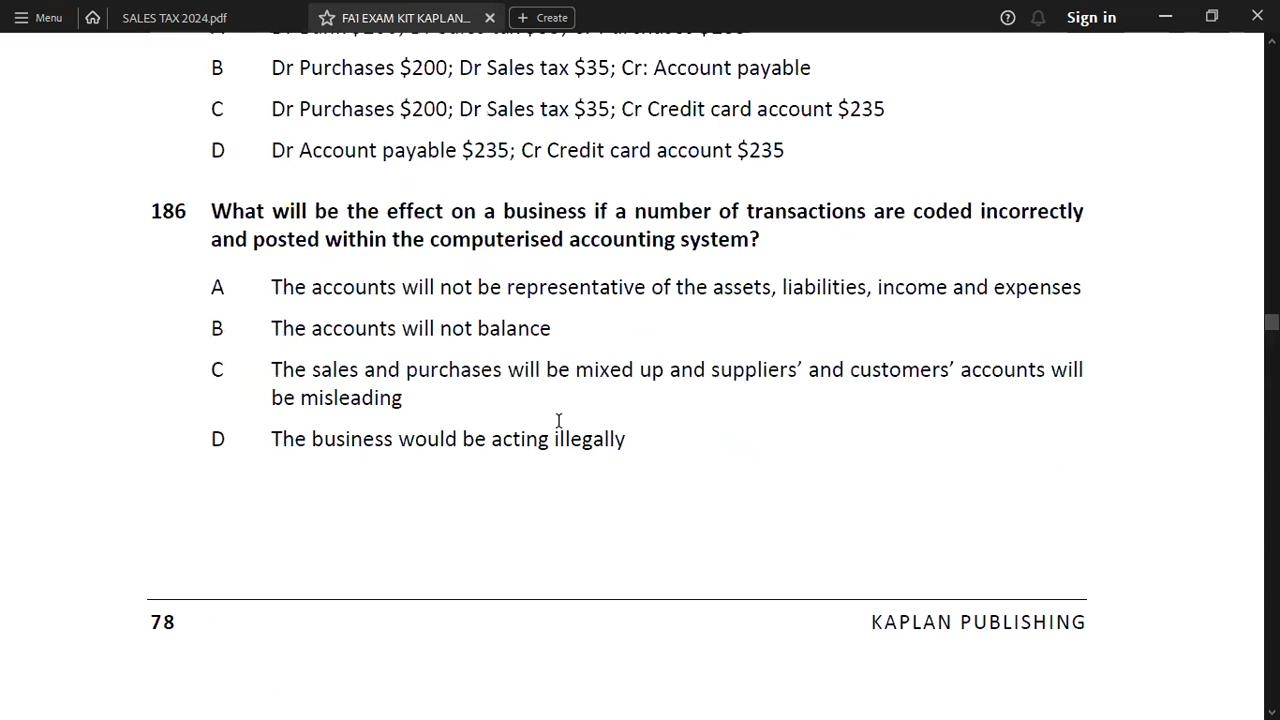 Menu
SALES TAX 2024.pdf
FA1 EXAM KIT KAPLAN...
Create
Sign in
B Dr Purchases $200; Dr Sales tax $35; Cr: Account payable
C Dr Purchases $200; Dr Sales tax $35; Cr Credit card account $235
D Dr Account payable $235; Cr Credit card account $235
186 What will be the effect on a business if a number of transactions are coded incorrectly
and posted within the computerised accounting system?
A The accounts will not be representative of the assets, liabilities, income and expenses
B The accounts will not balance
C The sales and purchases will be mixed up and suppliers’ and customers’ accounts will
be misleading
D The business would be acting illegally
78 KAPLAN PUBLISHING